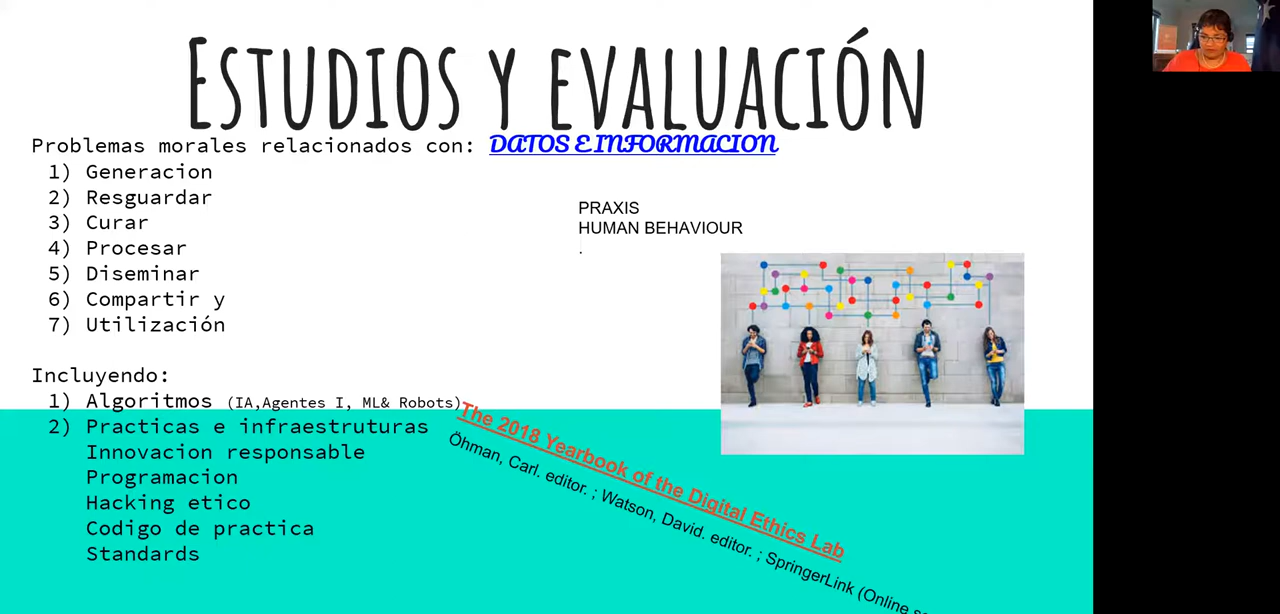 ESTUDIOS Y EVALUACIÓN
Problemas morales relacionados con: DATOS E INFORMACION
1) Generacion
2) Resguardar
3) Curar
4) Procesar
5) Diseminar
6) Compartir y
7) Utilización
PRAXIS
HUMAN BEHAVIOUR
.
Incluyendo:
1) Algoritmos (IA,Agentes I, ML& Robots)
2) Practicas e infraestruturas
Innovacion responsable
Programacion
Hacking etico
Codigo de practica
Standards
The 2018 Yearbook of the Digital Ethics Lab
Öhman, Carl. editor. ; Watson, David. editor. ; SpringerLink (Online